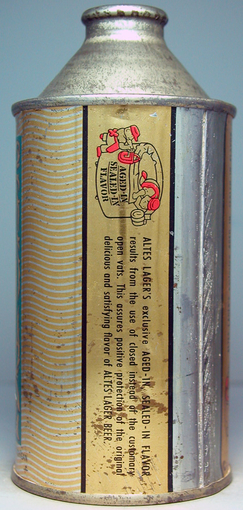 AGED-IN
SEALED-IN
FLAVOR
ALTES LAGER'S exclusive AGED-IN, SEALED-IN FLAVOR
results from the use of closed instead of the customary
open vats. This assures positive protection of the original
delicious and satisfying flavor of ALTES LAGER BEER.